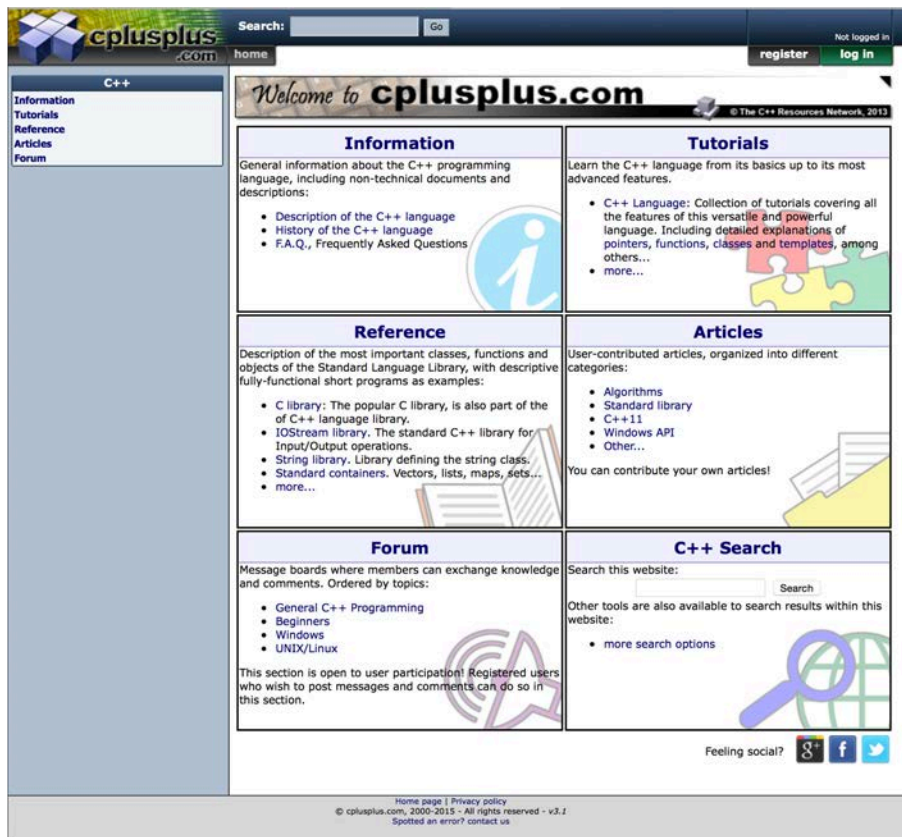 cplusplus
.com
Search:
Go
Not logged in
home
register
log in
C++
Information
Tutorials
Reference
Articles
Forum
Welcome to cplusplus.com
© The C++ Resources Network, 2013
Information
General information about the C++ programming
language, including non-technical documents and
descriptions:
Description of the C++ language
History of the C++ language
F.A.Q., Frequently Asked Questions
Tutorials
Learn the C++ language from its basics up to its most
advanced features.
C++ Language: Collection of tutorials covering all
the features of this versatile and powerful
language. Including detailed explanations of
pointers, functions, classes and templates, among
others...
more...
Reference
Description of the most important classes, functions and
objects of the Standard Language Library, with descriptive
fully-functional short programs as examples:
C library: The popular C library, is also part of the
of C++ language library.
IOStream library. The standard C++ library for
Input/Output operations.
String library. Library defining the string class.
Standard containers. Vectors, lists, maps, sets...
more...
Articles
User-contributed articles, organized into different
categories:
Algorithms
Standard library
C++11
Windows API
Other...
You can contribute your own articles!
Forum
Message boards where members can exchange knowledge
and comments. Ordered by topics:
General C++ Programming
Beginners
Windows
UNIX/Linux
This section is open to user participation! Registered users
who wish to post messages and comments can do so in
this section.
C++ Search
Search this website:
Search
Other tools are also available to search results within this
website:
more search options
Feeling social?
g+
f
Home page | Privacy policy
© cplusplus.com, 2000-2015 - All rights reserved - v3.1
Spotted an error? contact us